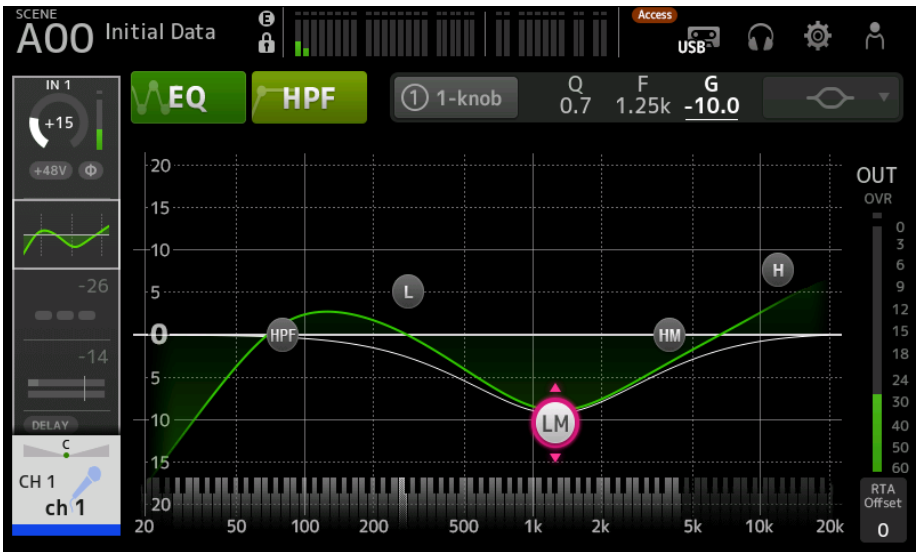 SCENE
A00 Initial Data
E
Access
USB
IN 1
+15
+48V Φ
-26
-14
DELAY
C
CH 1
ch 1
EQ
HPF
1 1-knob
Q F G
0.7 1.25k -10.0
20
15
10
5
0
5
10
15
20
HPF
L
LM
HM
H
20 50 100 200 500 1k 2k 5k 10k 20k
OUT
OVR
0
3
6
9
12
15
18
24
30
40
50
60
RTA
Offset
0